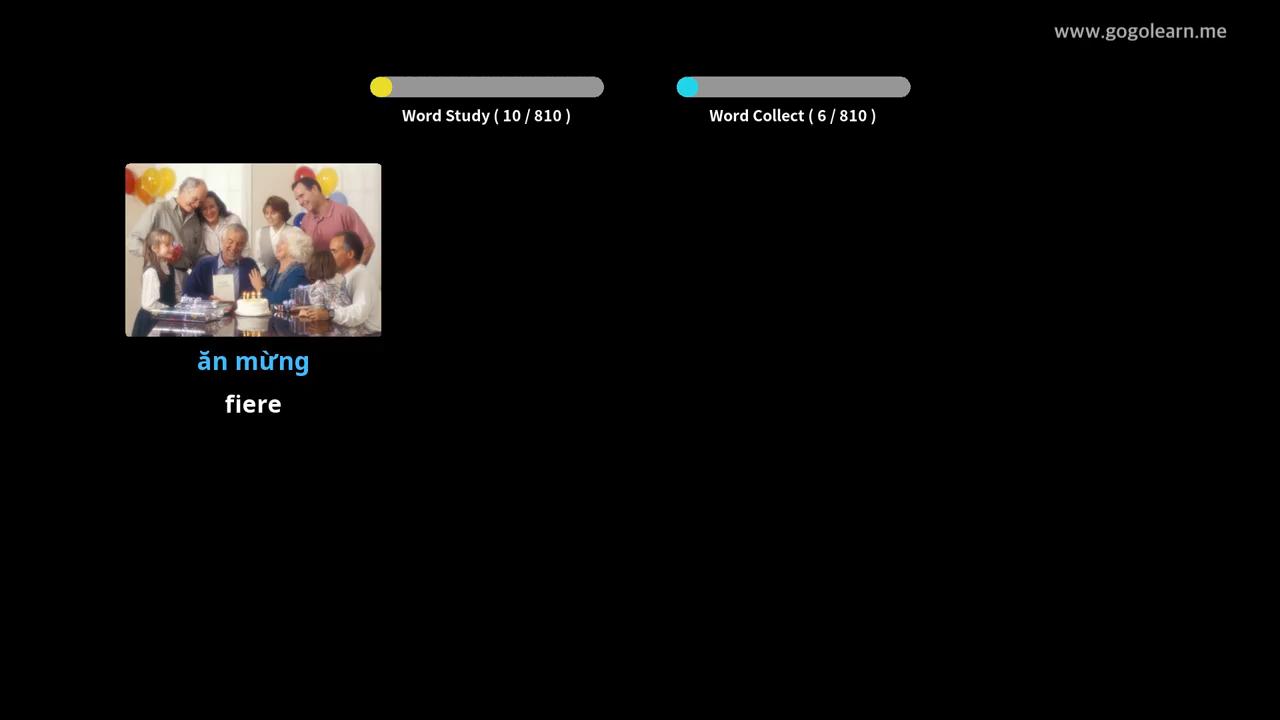 www.gogolearn.me
Word Study ( 10 / 810 )
Word Collect ( 6 / 810 )
ăn mừng
fiere